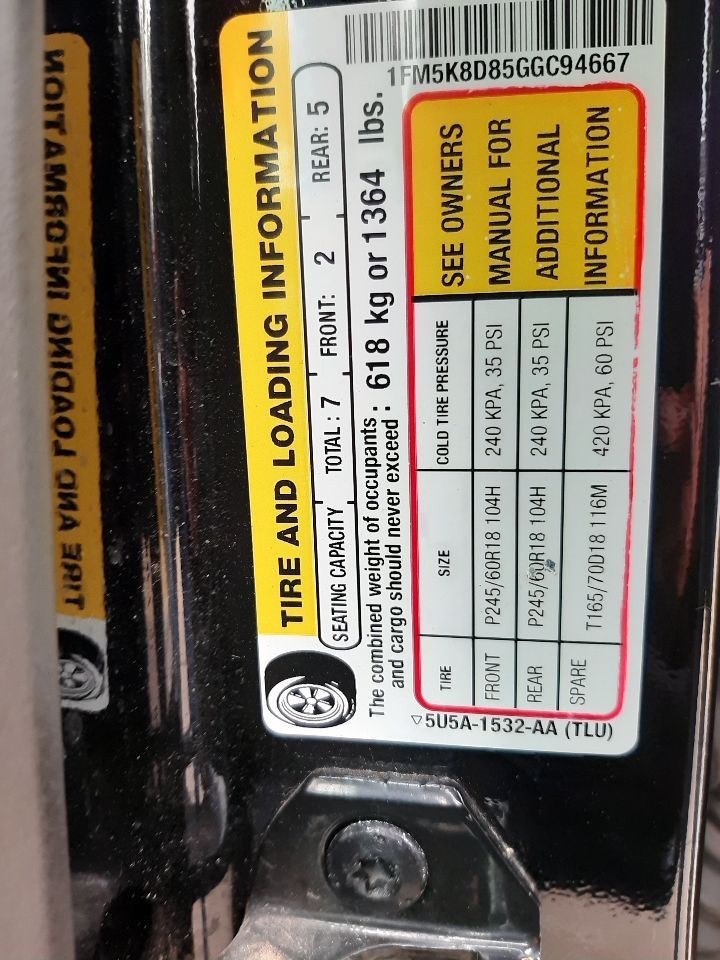 1FM5K8D85GGC94667
TIRE AND LOADING INFORMATION
SEATING CAPACITY TOTAL: 7 FRONT: 2 REAR: 5
The combined weight of occupants
and cargo should never exceed : 618 kg or 1364 lbs.
TIRE SIZE COLD TIRE PRESSURE
FRONT P245/60R18 104H 240 KPA, 35 PSI
REAR P245/60R18 104H 240 KPA, 35 PSI
SPARE T165/70D18 116M 420 KPA, 60 PSI
SEE OWNERS
MANUAL FOR
ADDITIONAL
INFORMATION
▽5U5A-1532-AA (TLU)
TIRE AND LOADING INFORMATION